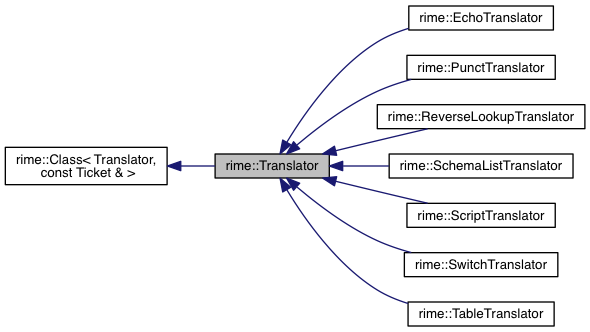 rime::EchoTranslator
rime::PunctTranslator
rime::ReverseLookupTranslator
rime::Class< Translator,
const Ticket & >
rime::Translator
rime::SchemaListTranslator
rime::ScriptTranslator
rime::SwitchTranslator
rime::TableTranslator